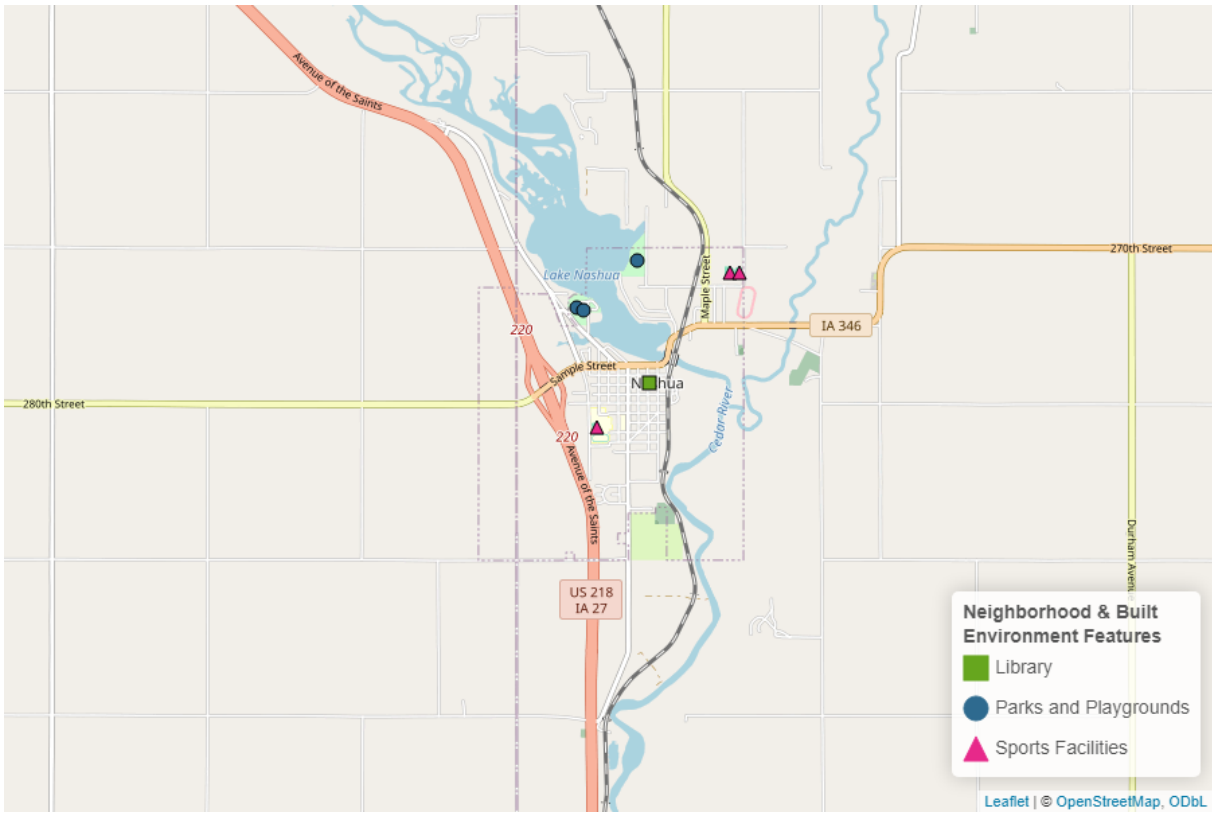 Avenue of the Saints
270th Street
Lake Nashua
Maple Street
220
IA 346
Sample Street
N hua
280th Street
Cedar River
220
Avenue of the Saints
Durham Avenue
US 218
IA 27
Neighborhood & Built
Environment Features
Library
Parks and Playgrounds
Sports Facilities
Leaflet | © OpenStreetMap, ODbL